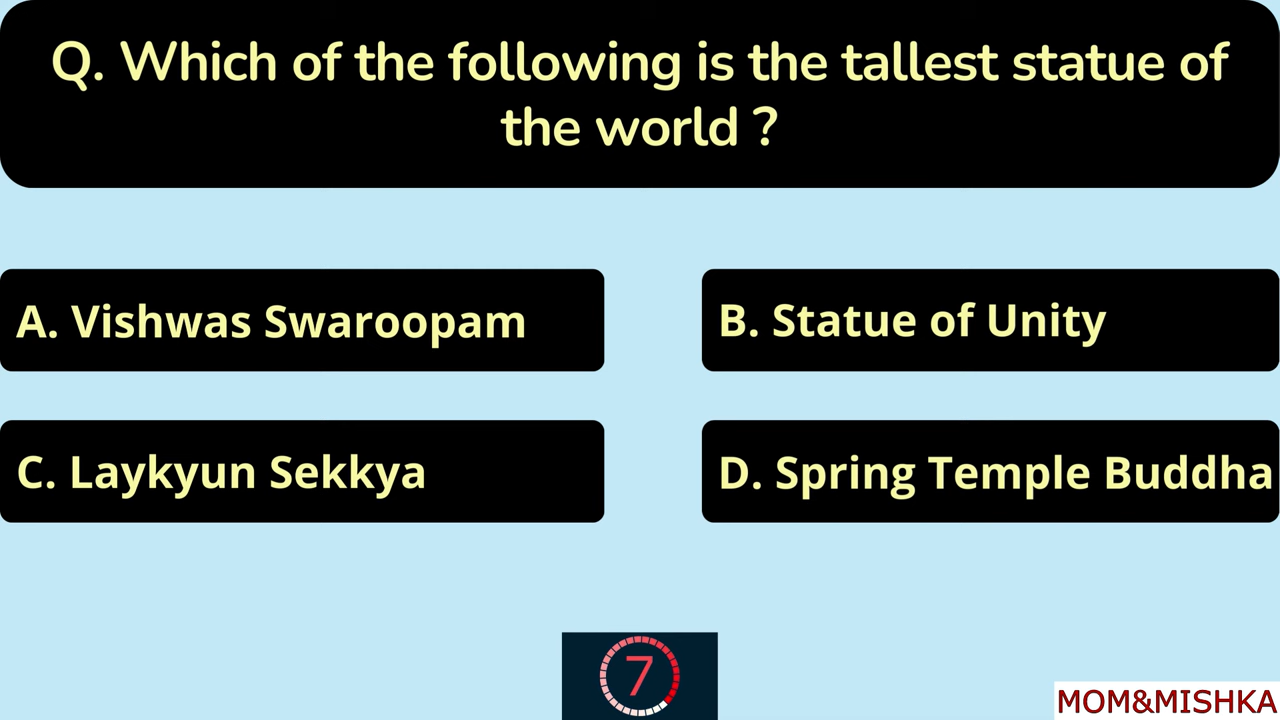 Q. Which of the following is the tallest statue of
the world ?
A. Vishwas Swaroopam
B. Statue of Unity
C. Laykyun Sekkya
D. Spring Temple Buddha
7
MOM&MISHKA